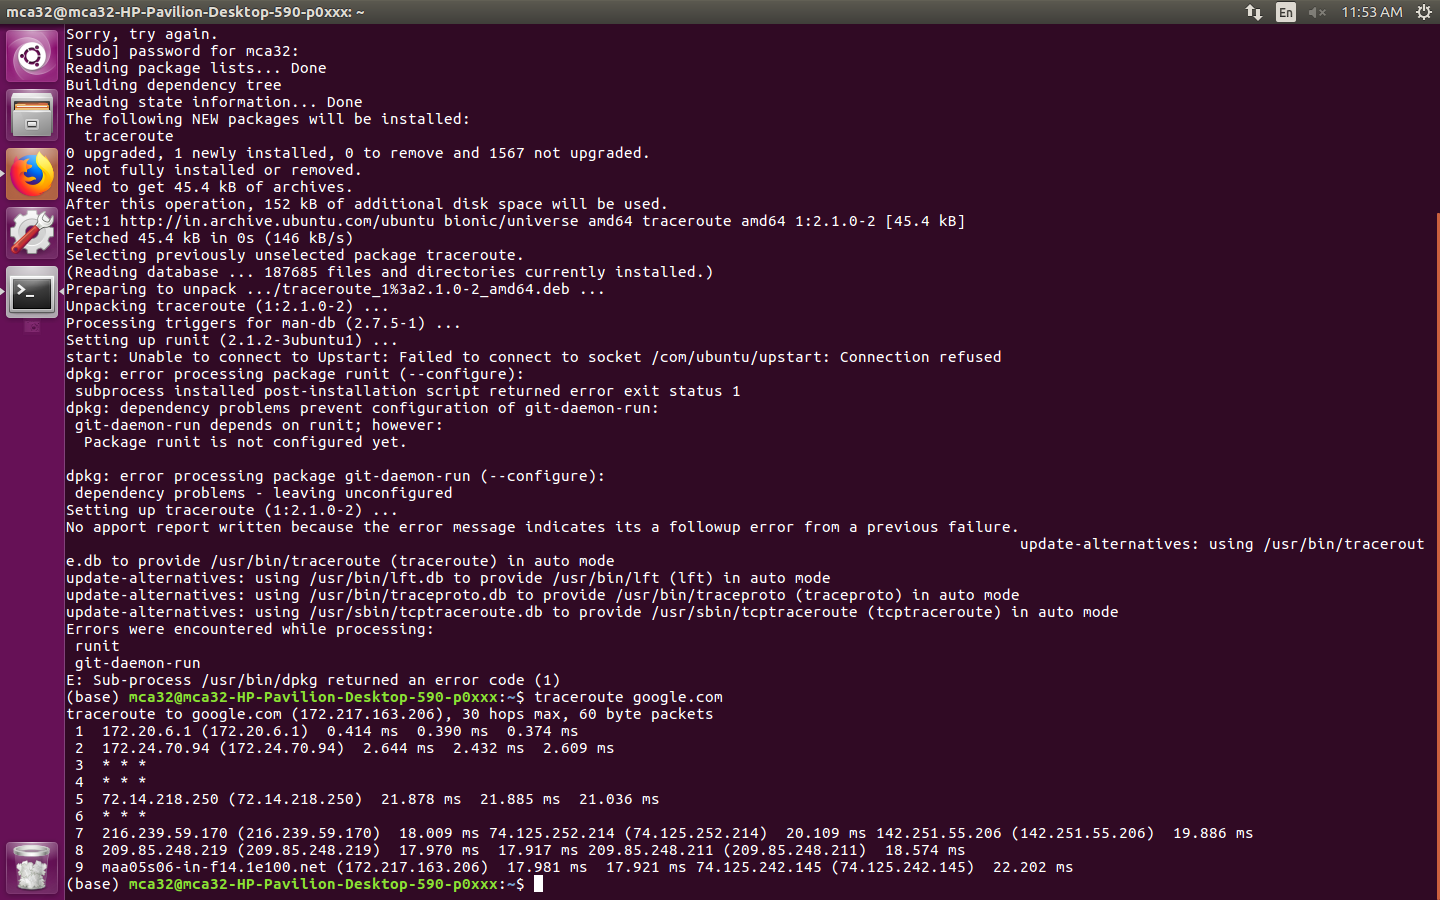 mca32@mca32-HP-Pavilion-Desktop-590-p0xxx: ~
En
11:53 AM
Sorry, try again.
[sudo] password for mca32:
Reading package lists... Done
Building dependency tree
Reading state information... Done
The following NEW packages will be installed:
  traceroute
0 upgraded, 1 newly installed, 0 to remove and 1567 not upgraded.
2 not fully installed or removed.
Need to get 45.4 kB of archives.
After this operation, 152 kB of additional disk space will be used.
Get:1 http://in.archive.ubuntu.com/ubuntu bionic/universe amd64 traceroute amd64 1:2.1.0-2 [45.4 kB]
Fetched 45.4 kB in 0s (146 kB/s)
Selecting previously unselected package traceroute.
(Reading database ... 187685 files and directories currently installed.)
Preparing to unpack .../traceroute_1%3a2.1.0-2_amd64.deb ...
Unpacking traceroute (1:2.1.0-2) ...
Processing triggers for man-db (2.7.5-1) ...
Setting up runit (2.1.2-3ubuntu1) ...
start: Unable to connect to Upstart: Failed to connect to socket /com/ubuntu/upstart: Connection refused
dpkg: error processing package runit (--configure):
 subprocess installed post-installation script returned error exit status 1
dpkg: dependency problems prevent configuration of git-daemon-run:
 git-daemon-run depends on runit; however:
  Package runit is not configured yet.

dpkg: error processing package git-daemon-run (--configure):
 dependency problems - leaving unconfigured
Setting up traceroute (1:2.1.0-2) ...
No apport report written because the error message indicates its a followup error from a previous failure.
update-alternatives: using /usr/bin/tracerout
e.db to provide /usr/bin/traceroute (traceroute) in auto mode
update-alternatives: using /usr/bin/lft.db to provide /usr/bin/lft (lft) in auto mode
update-alternatives: using /usr/bin/traceproto.db to provide /usr/bin/traceproto (traceproto) in auto mode
update-alternatives: using /usr/sbin/tcptraceroute.db to provide /usr/sbin/tcptraceroute (tcptraceroute) in auto mode
Errors were encountered while processing:
 runit
 git-daemon-run
E: Sub-process /usr/bin/dpkg returned an error code (1)
(base) mca32@mca32-HP-Pavilion-Desktop-590-p0xxx:~$ traceroute google.com
traceroute to google.com (172.217.163.206), 30 hops max, 60 byte packets
 1  172.20.6.1 (172.20.6.1)  0.414 ms  0.390 ms  0.374 ms
 2  172.24.70.94 (172.24.70.94)  2.644 ms  2.432 ms  2.609 ms
 3  * * *
 4  * * *
 5  72.14.218.250 (72.14.218.250)  21.878 ms  21.885 ms  21.036 ms
 6  * * *
 7  216.239.59.170 (216.239.59.170)  18.009 ms 74.125.252.214 (74.125.252.214)  20.109 ms 142.251.55.206 (142.251.55.206)  19.886 ms
 8  209.85.248.219 (209.85.248.219)  17.970 ms  17.917 ms 209.85.248.211 (209.85.248.211)  18.574 ms
 9  maa05s06-in-f14.1e100.net (172.217.163.206)  17.981 ms  17.921 ms 74.125.242.145 (74.125.242.145)  22.202 ms
(base) mca32@mca32-HP-Pavilion-Desktop-590-p0xxx:~$